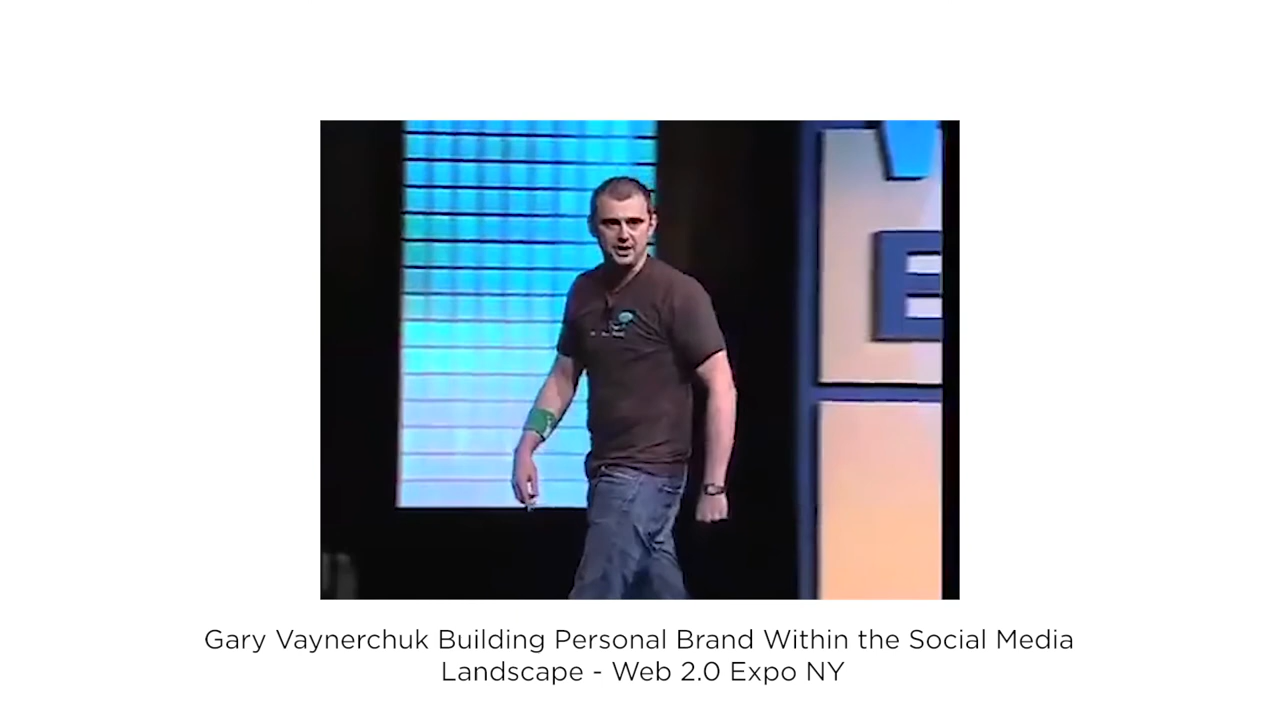 E
Gary Vaynerchuk Building Personal Brand Within the Social Media
Landscape - Web 2.0 Expo NY